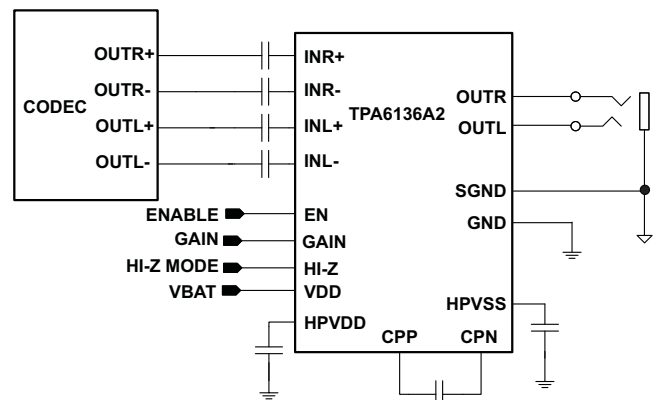 CODEC
OUTR+
OUTR-
OUTL+
OUTL-
INR+
INR-
INL+
INL-
TPA6136A2
OUTR
OUTL
SGND
GND
ENABLE
EN
GAIN
GAIN
HI-Z MODE
HI-Z
VBAT
VDD
HPVDD
HPVSS
CPP
CPN